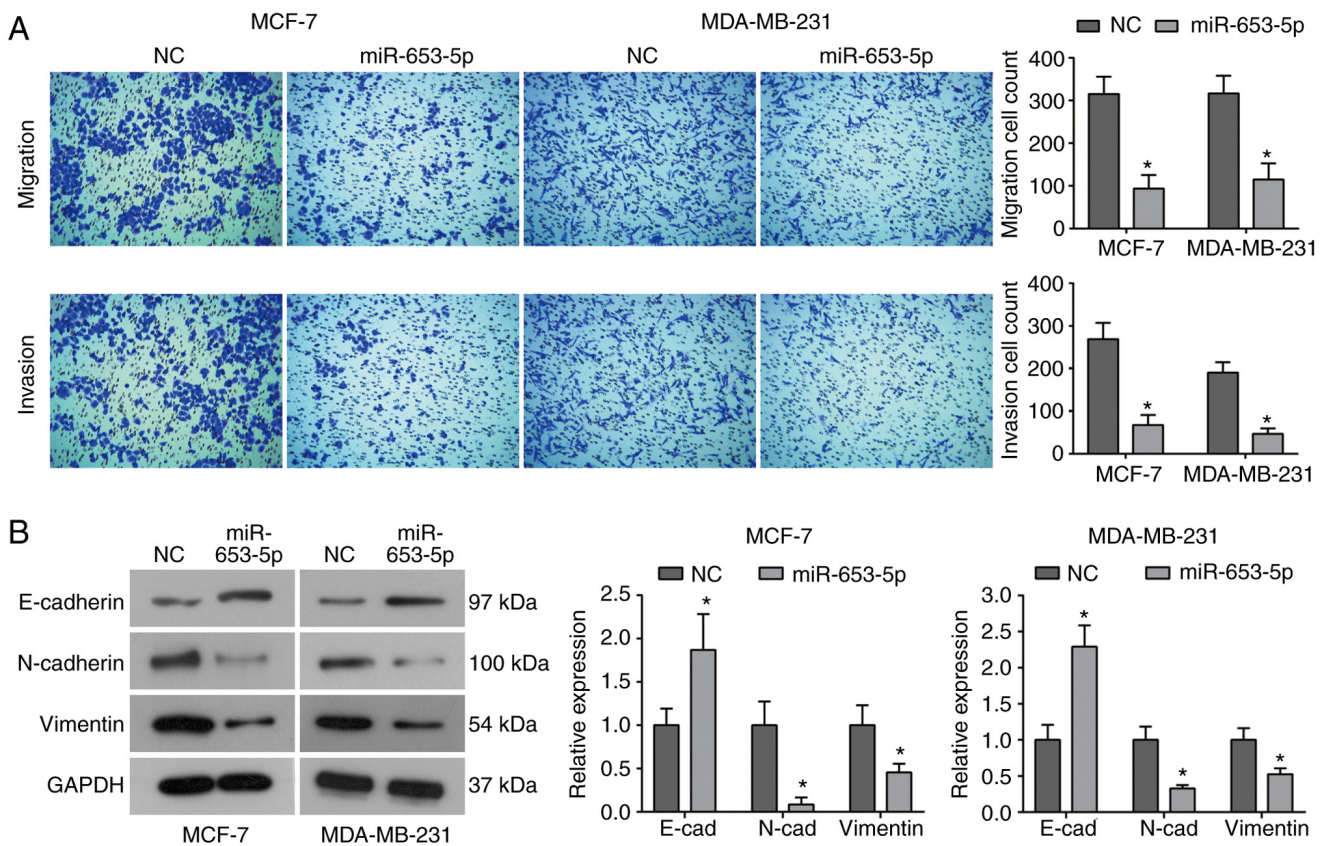 A
MCF-7
MDA-MB-231
NC
miR-653-5p
NC
miR-653-5p
Migration
Invasion
NC
miR-653-5p
Migration cell count
400
300
200
100
0
MCF-7
MDA-MB-231
Invasion cell count
400
300
200
100
0
MCF-7
MDA-MB-231
*
*
*
*
B
NC
miR-
653-5p
NC
miR-
653-5p
E-cadherin
97 kDa
N-cadherin
100 kDa
Vimentin
54 kDa
GAPDH
37 kDa
MCF-7
MDA-MB-231
MCF-7
NC
miR-653-5p
Relative expression
2.5
2.0
1.5
1.0
0.5
0.0
*
*
*
E-cad
N-cad
Vimentin
MDA-MB-231
NC
miR-653-5p
Relative expression
3.0
2.5
2.0
1.5
1.0
0.5
0.0
*
*
*
E-cad
N-cad
Vimentin